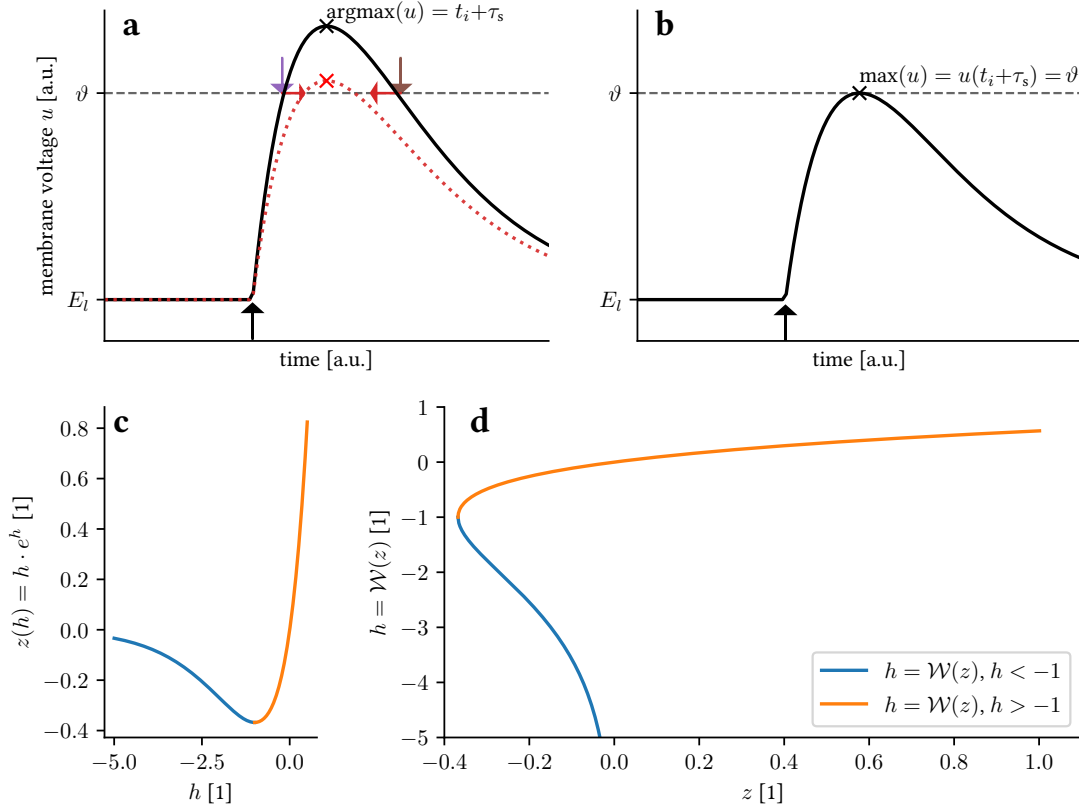 a
argmax(u) = t_i+τ_s
membrane voltage u [a.u.]
ϑ
E_l
time [a.u.]
b
max(u) = u(t_i+τ_s) = ϑ
ϑ
E_l
time [a.u.]
c
z(h) = h · e^h [1]
0.8
0.6
0.4
0.2
0.0
−0.2
−0.4
−5.0 −2.5 0.0
h [1]
d
h = 𝒲(z) [1]
1
0
−1
−2
−3
−4
−5
−0.4 −0.2 0.0 0.2 0.4 0.6 0.8 1.0
z [1]
h = 𝒲(z), h < −1
h = 𝒲(z), h > −1